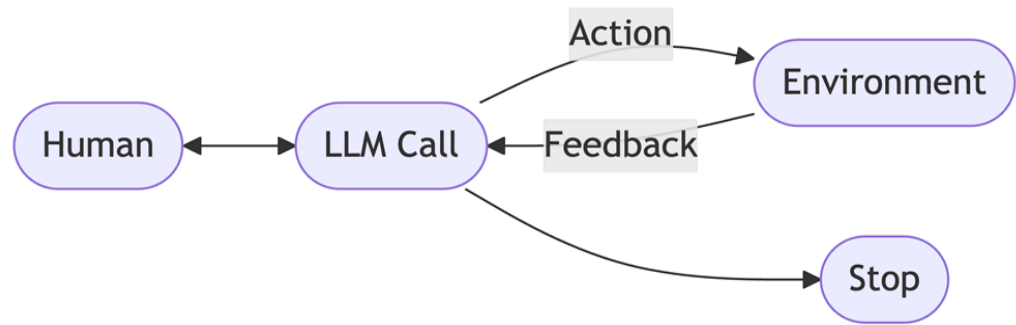 Action
Environment
Human
LLM Call
Feedback
Stop